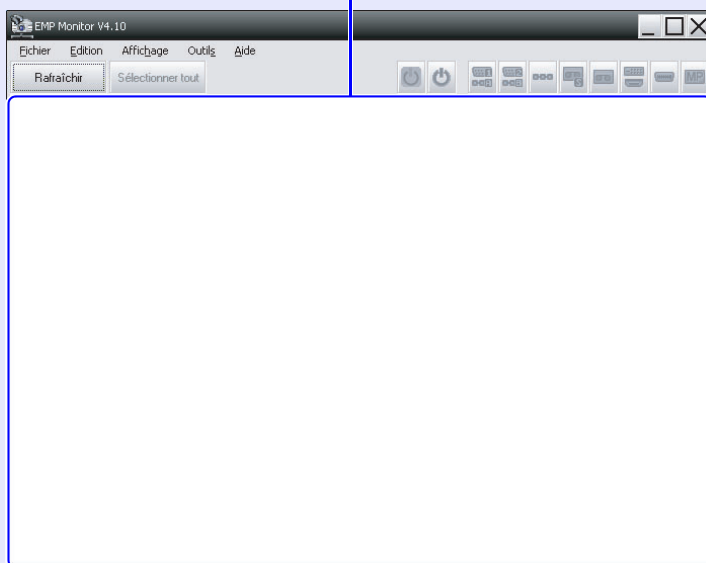 EMP Monitor V4.10
Fichier Edition Affichage Outils Aide
Rafraîchir Sélectionner tout
MP